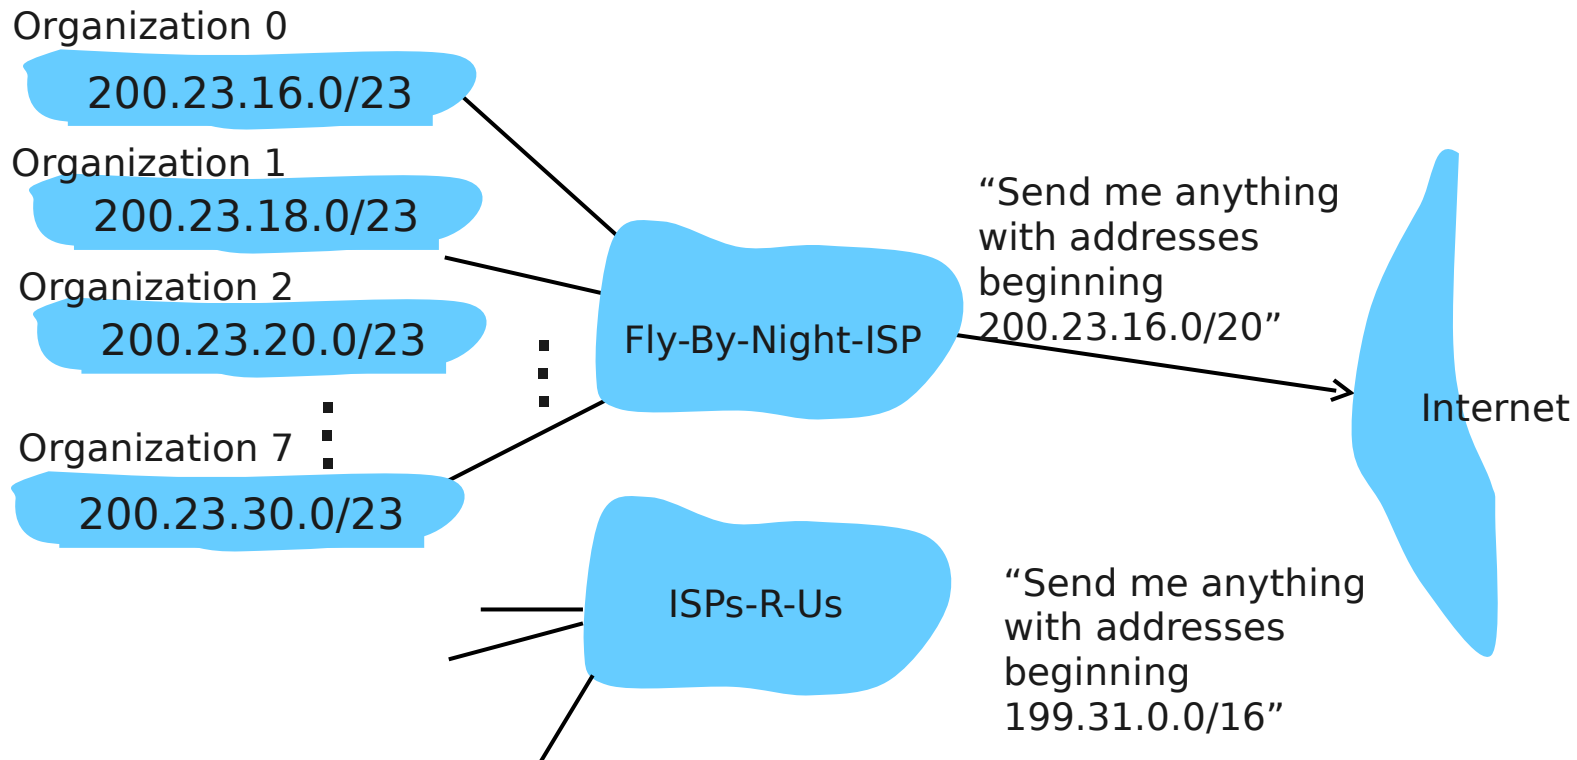 Organization 0
200.23.16.0/23
Organization 1
200.23.18.0/23
Organization 2
200.23.20.0/23
Organization 7
200.23.30.0/23
Fly-By-Night-ISP
“Send me anything
with addresses
beginning
200.23.16.0/20”
Internet
ISPs-R-Us
“Send me anything
with addresses
beginning
199.31.0.0/16”